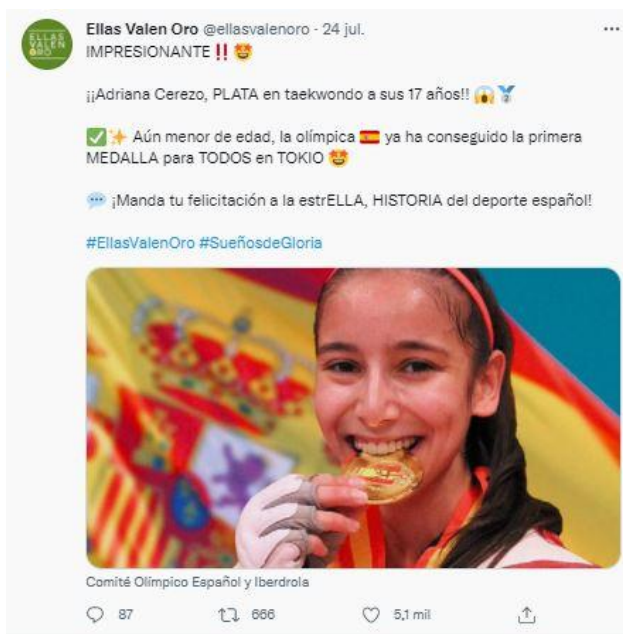 ELLAS
VALEN
ORO
Ellas Valen Oro @ellasvalenoro · 24 jul.
IMPRESIONANTE‼️🤩
¡¡Adriana Cerezo, PLATA en taekwondo a sus 17 años!! 😱🥈
✅✨ Aún menor de edad, la olímpica 🇪🇸 ya ha conseguido la primera
MEDALLA para TODOS en TOKIO 🤩
💬 ¡Manda tu felicitación a la estrELLA, HISTORIA del deporte español!
#EllasValenOro #SueñosdeGloria
Comité Olímpico Español y Iberdrola
87 666 5,1 mil